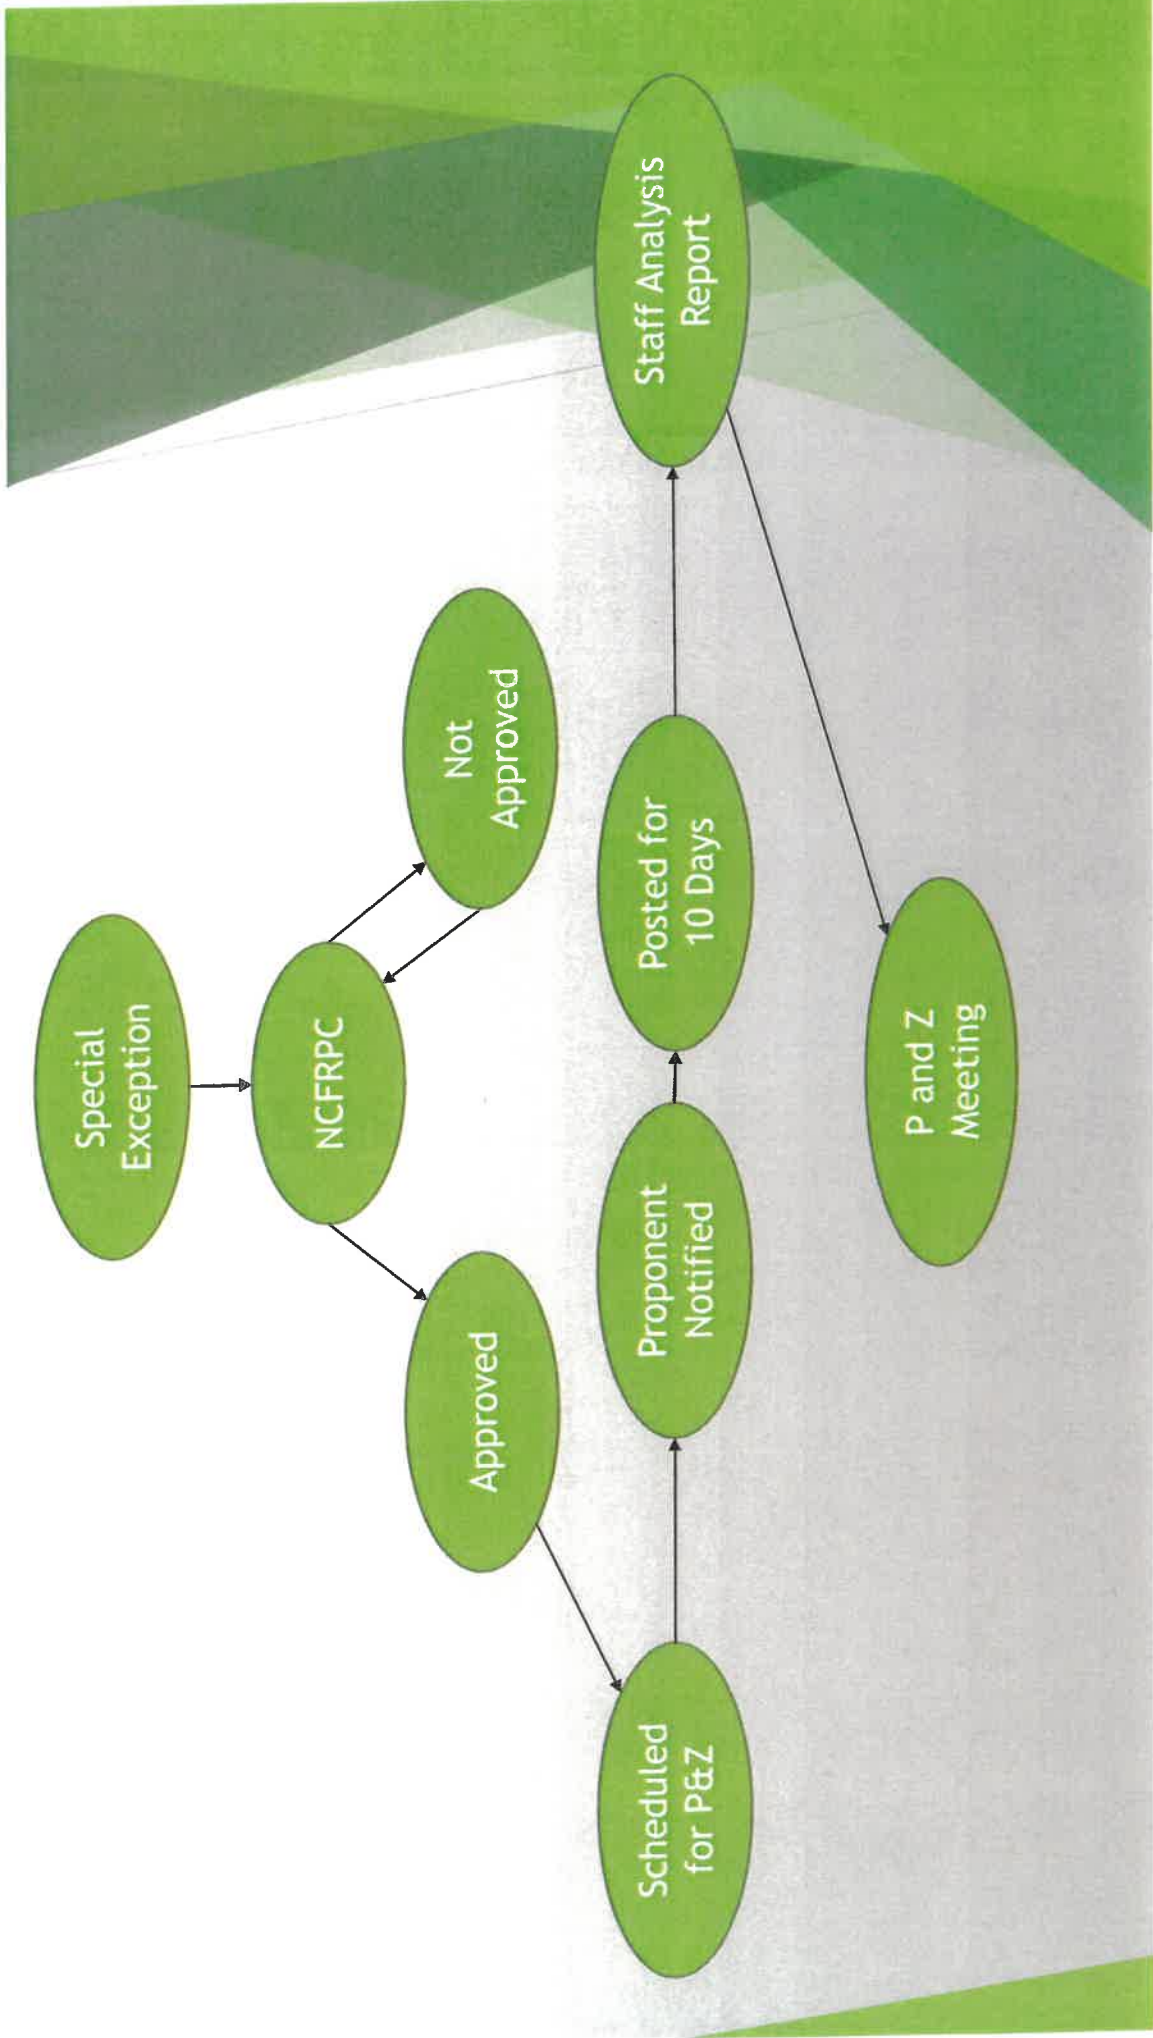 Special
Exception
NCFRPC
Approved
Not
Approved
Scheduled
for P&Z
Proponent
Notified
Posted for
10 Days
Staff Analysis
Report
P and Z
Meeting